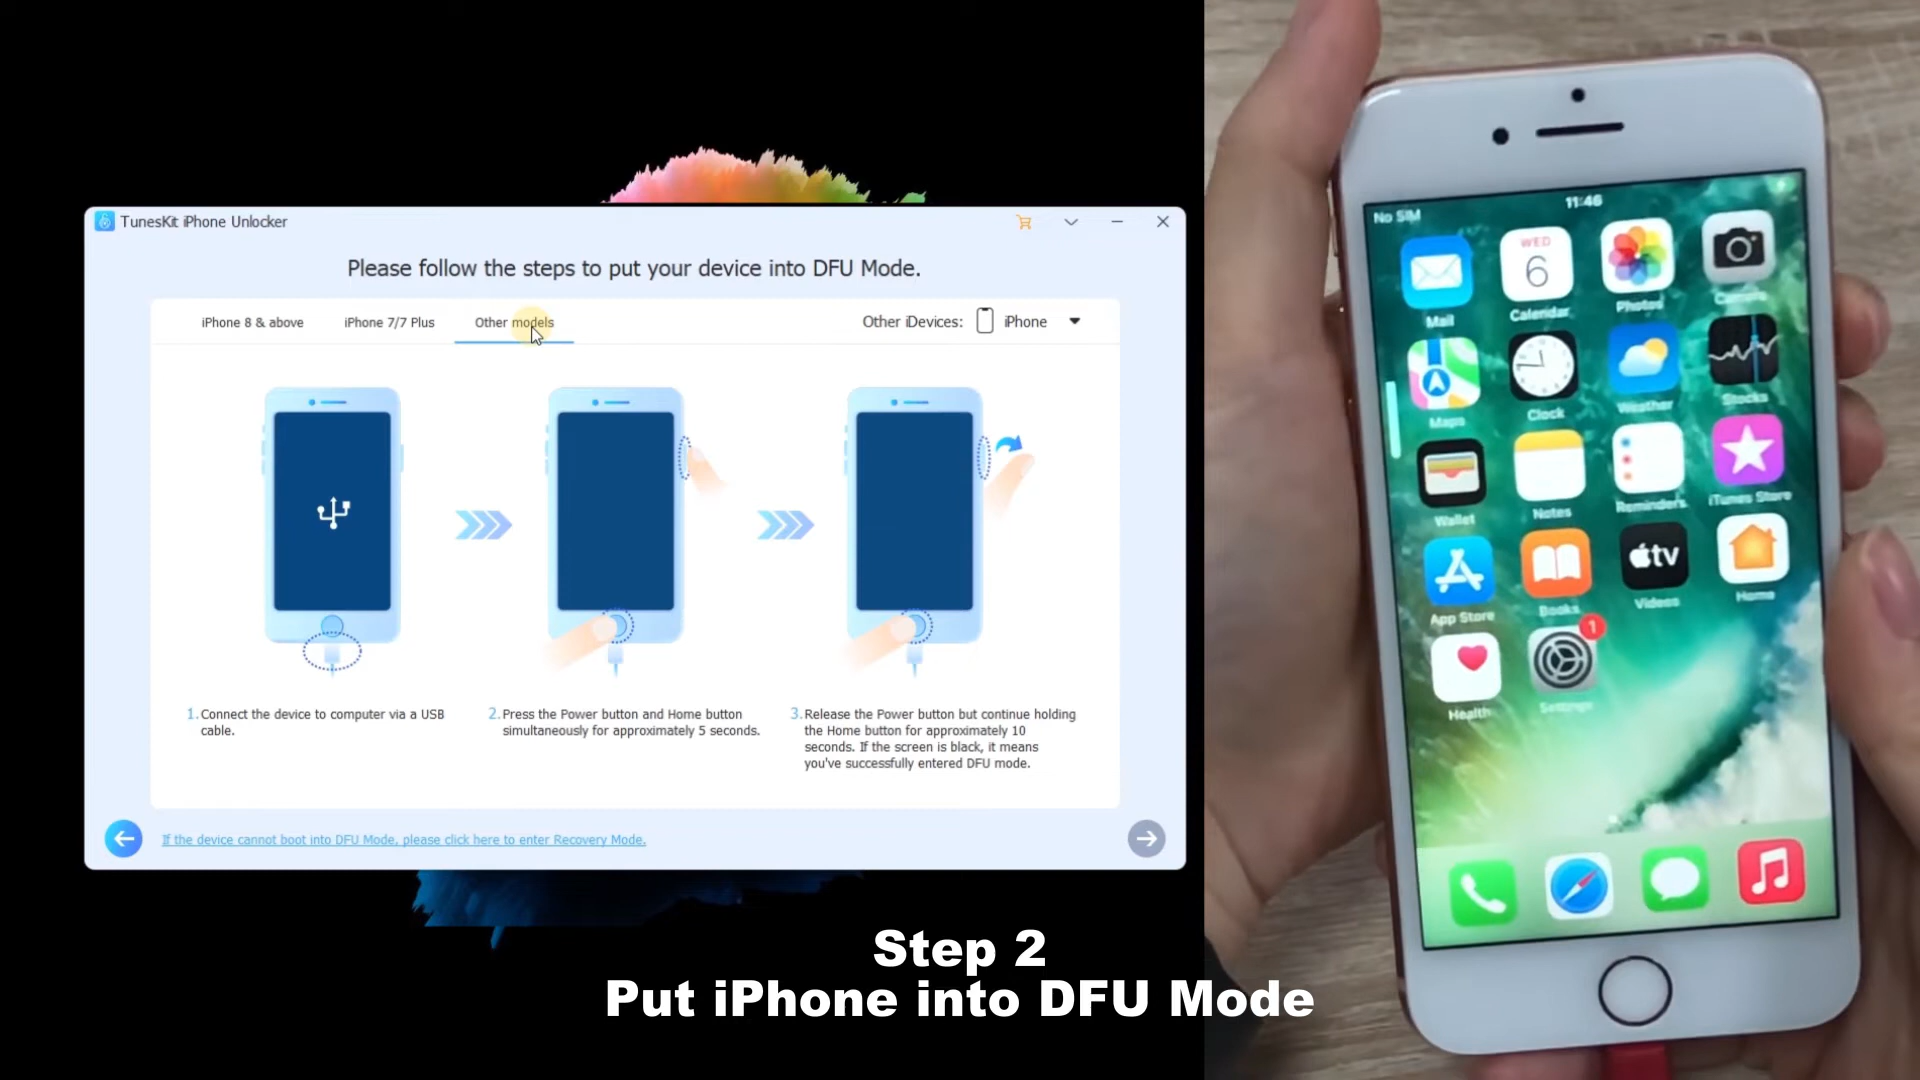 TunesKit iPhone Unlocker
Please follow the steps to put your device into DFU Mode.
iPhone 8 & above
iPhone 7/7 Plus
Other models
Other iDevices:
iPhone
1. Connect the device to computer via a USB
cable.
2. Press the Power button and Home button
simultaneously for approximately 5 seconds.
3. Release the Power button but continue holding
the Home button for approximately 10
seconds. If the screen is black, it means
you've successfully entered DFU mode.
If the device cannot boot into DFU Mode, please click here to enter Recovery Mode.
Step 2
Put iPhone into DFU Mode
No SIM
11:46
WED
6
Mail
Calendar
Photos
Camera
Maps
Clock
Weather
Stocks
Wallet
Notes
Reminders
iTunes Store
tv
App Store
Books
Videos
Home
1
Health
Settings